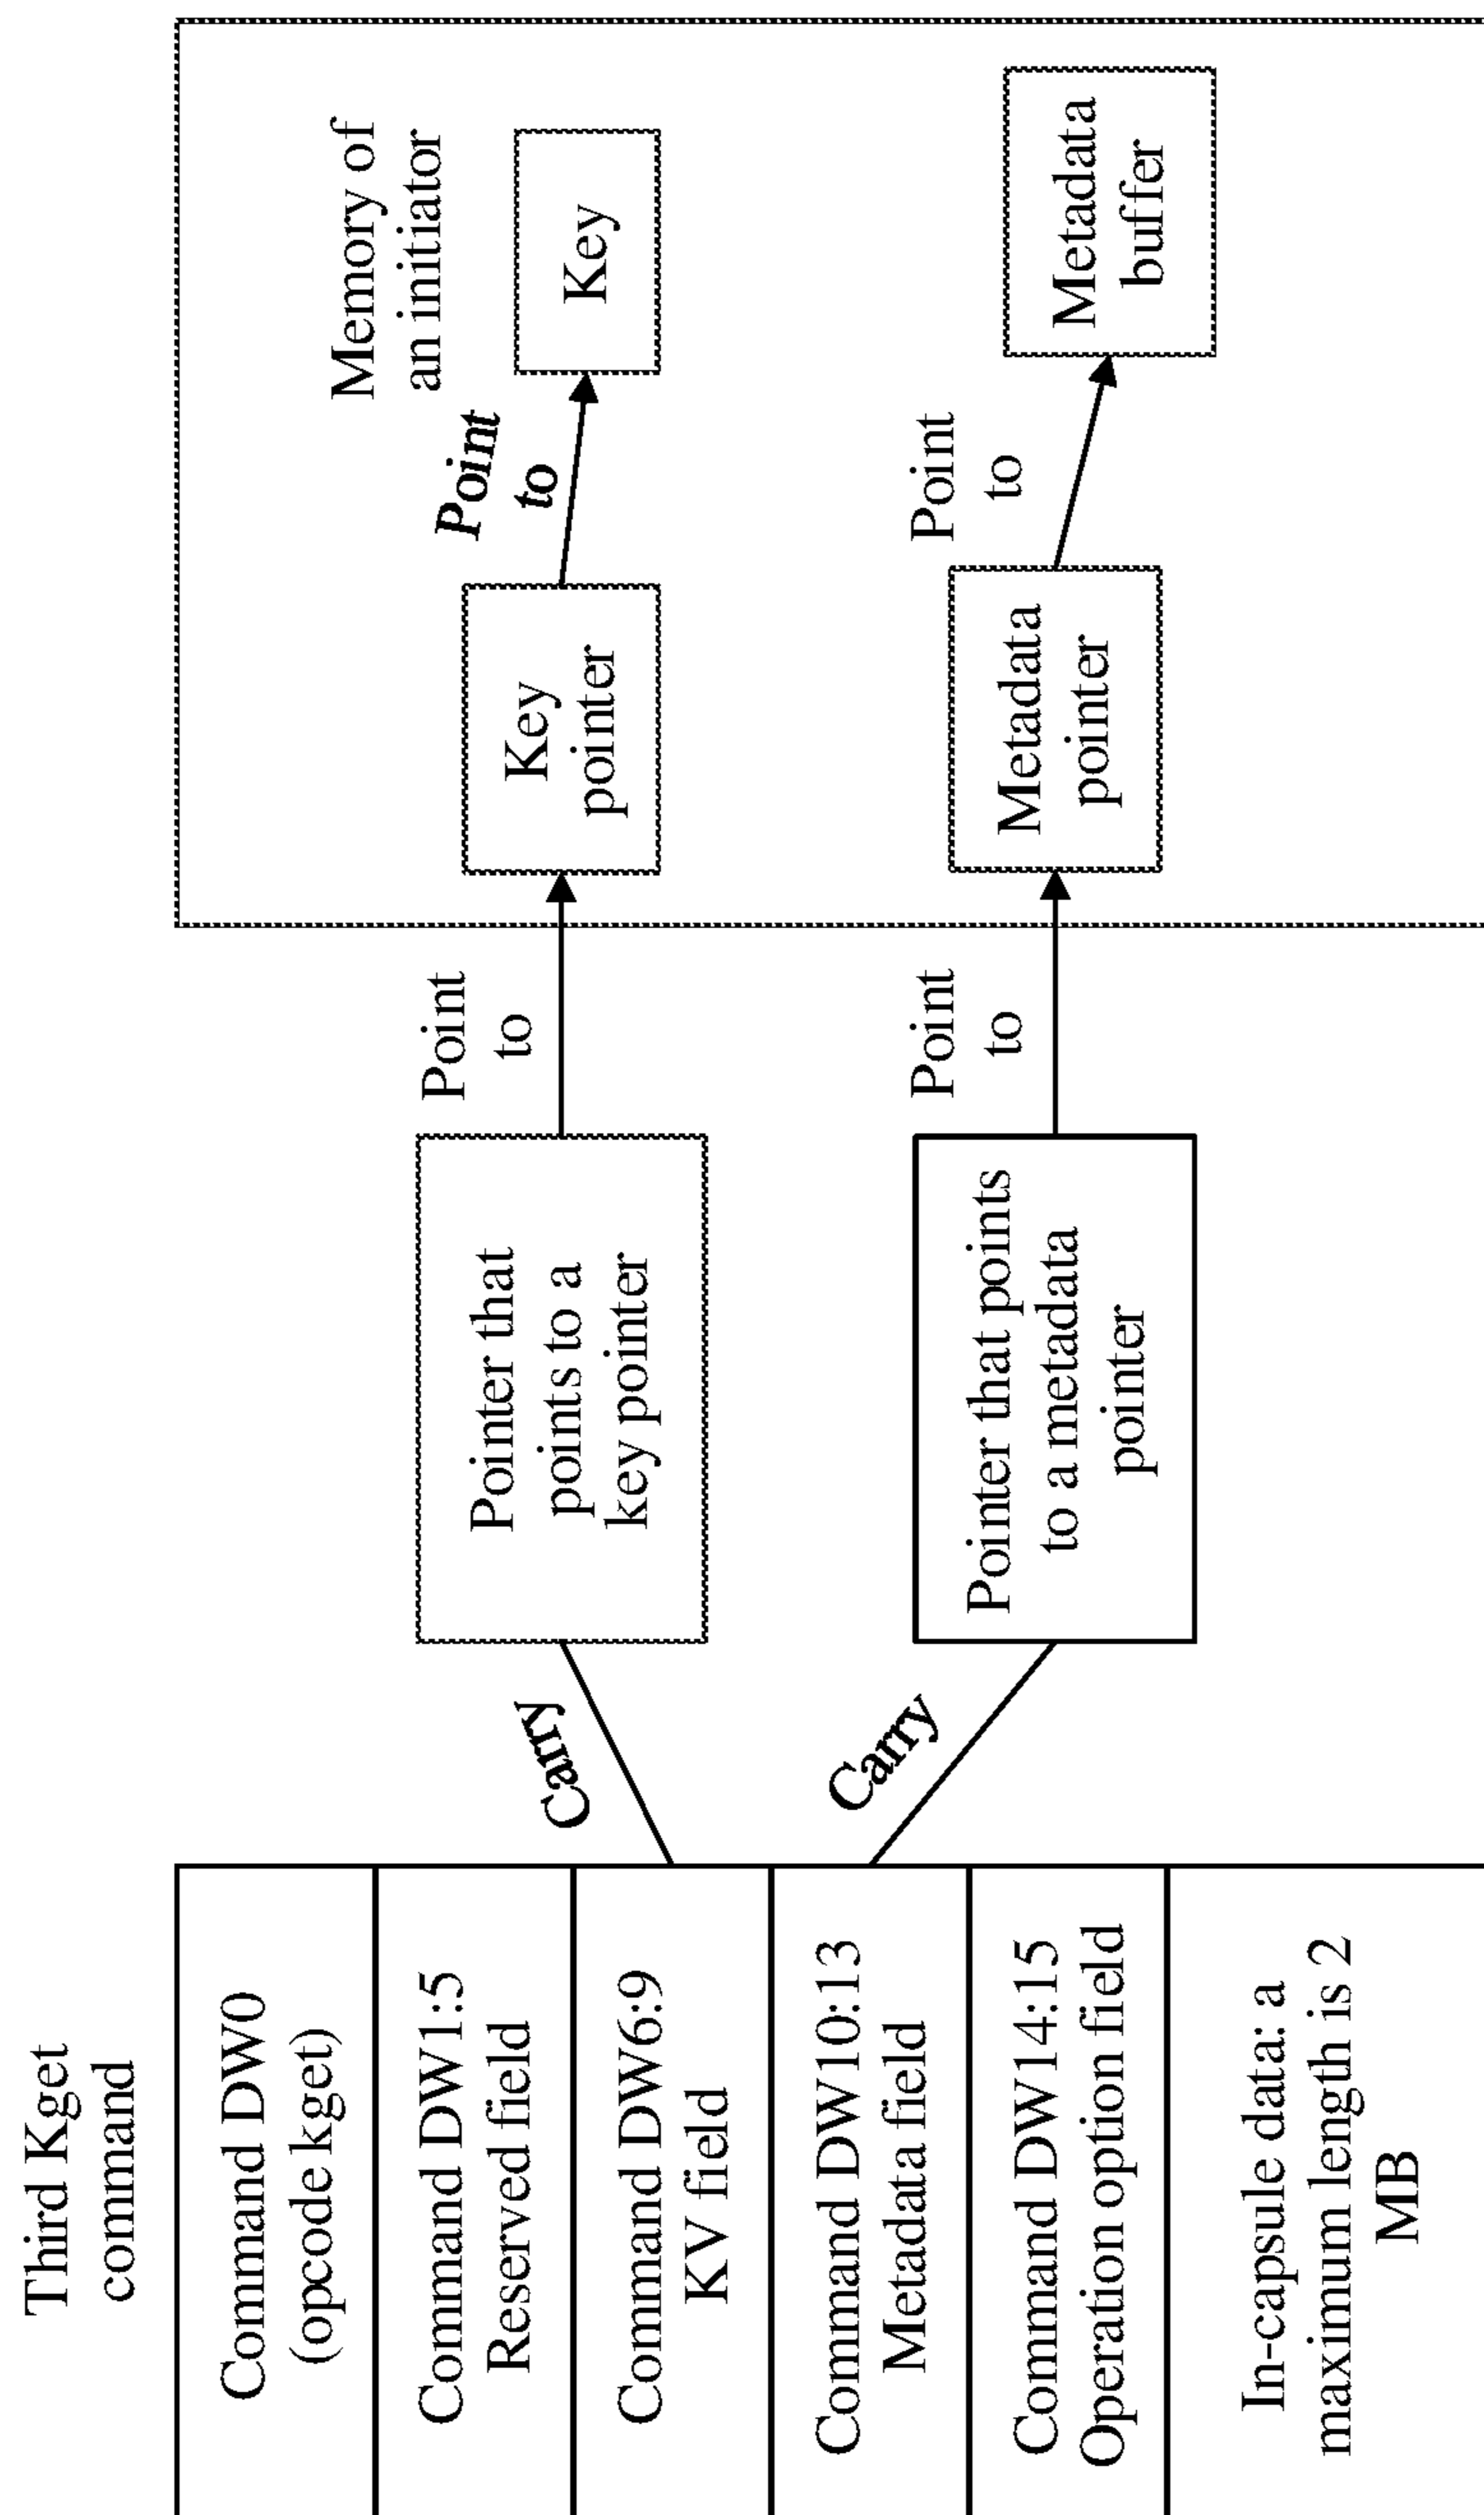 Third Kget
command
Command DW0
(opcode kget)
Command DW1:5
Reserved field
Command DW6:9
KV field
Command DW10:13
Metadata field
Command DW14:15
Operation option field
In-capsule data: a
maximum length is 2
MB
Carry
Carry
Pointer that
points to a
key pointer
Pointer that points
to a metadata
pointer
Point
to
Point
to
Key
pointer
Metadata
pointer
Point
to
Point
to
Memory of
an initiator
Key
Metadata
buffer